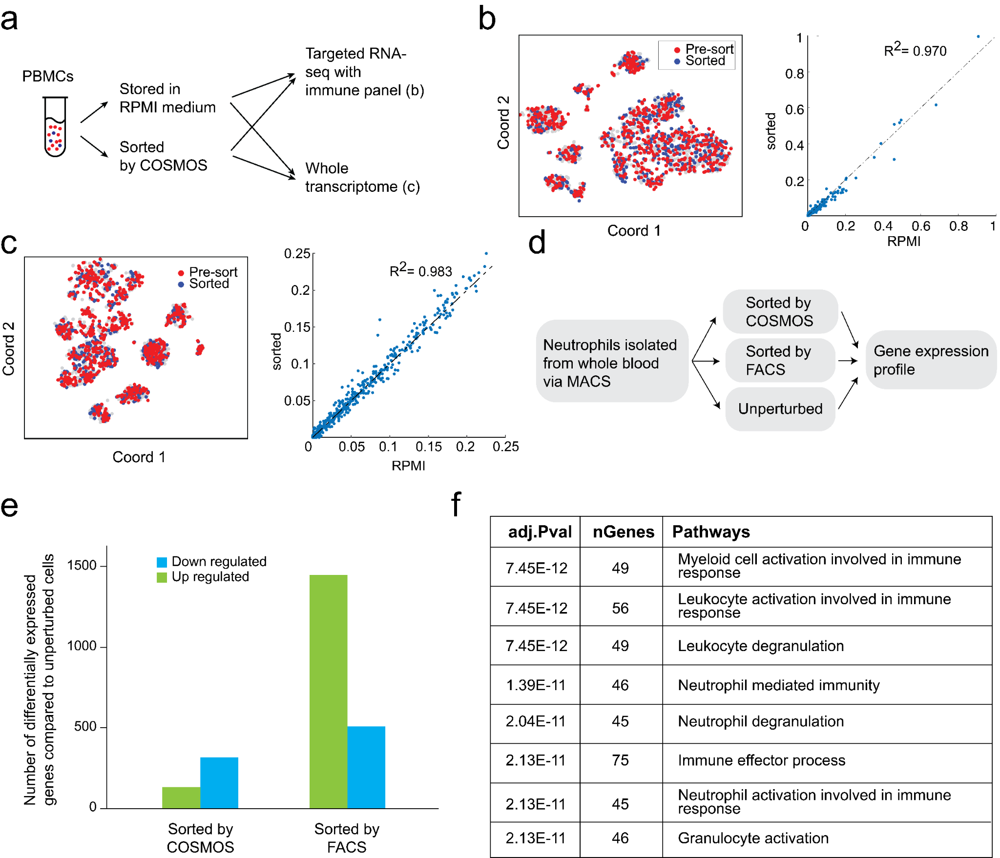 a
PBMCs
Stored in
RPMI medium
Sorted
by COSMOS
Targeted RNA-
seq with
immune panel (b)
Whole
transcriptome (c)
b
Pre-sort
Sorted
Coord 2
Coord 1
R2= 0.970
1
0.8
0.6
0.4
0.2
sorted
0 0.2 0.4 0.6 0.8 1
RPMI
c
Pre-sort
Sorted
Coord 2
Coord 1
R2= 0.983
0.25
0.2
0.15
0.1
0.05
sorted
0 0.05 0.1 0.15 0.2 0.25
RPMI
d
Neutrophils isolated
from whole blood
via MACS
Sorted by
COSMOS
Sorted by
FACS
Unperturbed
Gene expression
profile
e
Number of differentially expressed
genes compared to unperturbed cells
1500
1000
500
0
Down regulated
Up regulated
Sorted by
COSMOS
Sorted by
FACS
f
adj.Pval nGenes Pathways
7.45E-12 49 Myeloid cell activation involved in immune
response
7.45E-12 56 Leukocyte activation involved in immune
response
7.45E-12 49 Leukocyte degranulation
1.39E-11 46 Neutrophil mediated immunity
2.04E-11 45 Neutrophil degranulation
2.13E-11 75 Immune effector process
2.13E-11 45 Neutrophil activation involved in immune
response
2.13E-11 46 Granulocyte activation